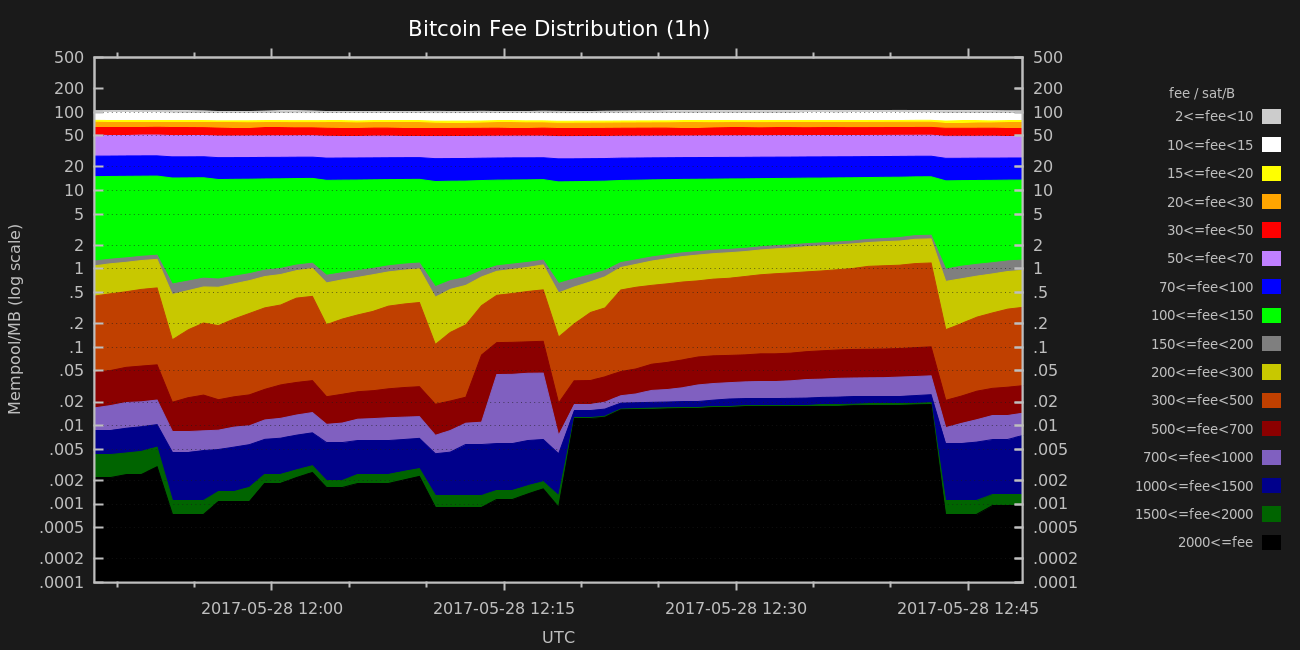 Bitcoin Fee Distribution (1h)
500
200
100
50
20
10
5
2
1
.5
.2
.1
.05
.02
.01
.005
.002
.001
.0005
.0002
.0001
Mempool/MB (log scale)
500
200
100
50
20
10
5
2
1
.5
.2
.1
.05
.02
.01
.005
.002
.001
.0005
.0002
.0001
2017-05-28 12:00
2017-05-28 12:15
2017-05-28 12:30
2017-05-28 12:45
UTC
fee / sat/B
2<=fee<10
10<=fee<15
15<=fee<20
20<=fee<30
30<=fee<50
50<=fee<70
70<=fee<100
100<=fee<150
150<=fee<200
200<=fee<300
300<=fee<500
500<=fee<700
700<=fee<1000
1000<=fee<1500
1500<=fee<2000
2000<=fee